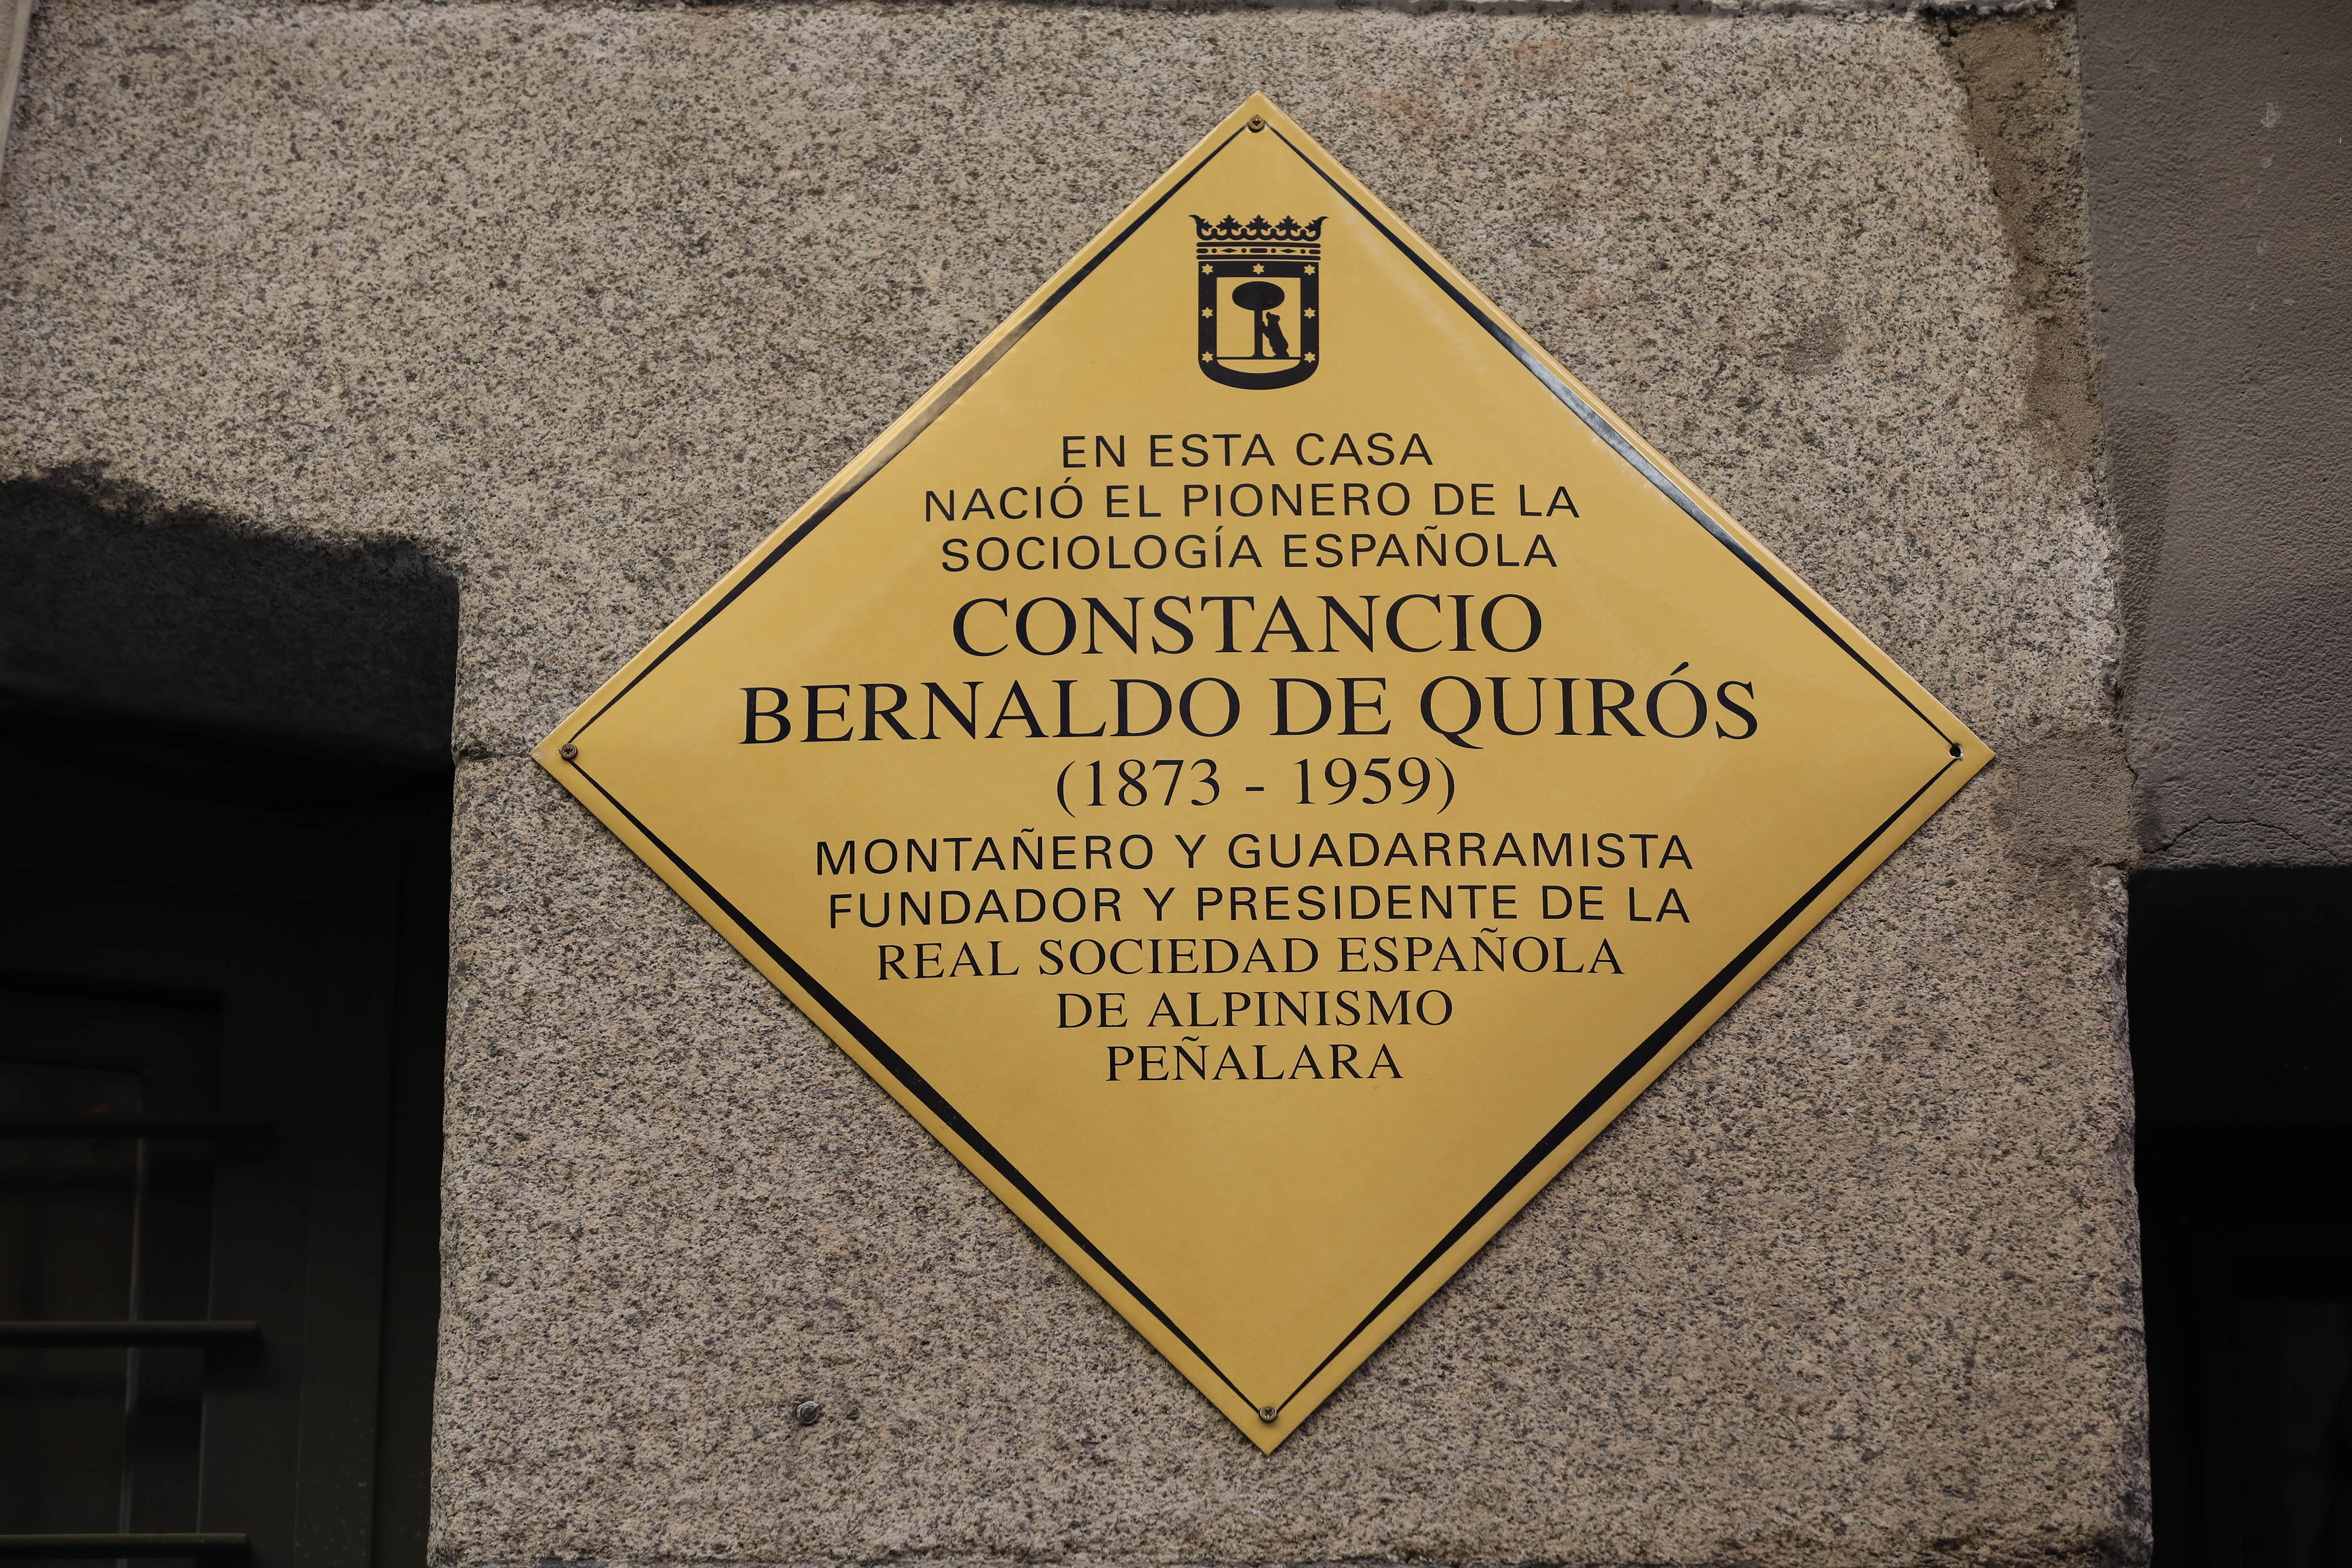 EN ESTA CASA
NACIÓ EL PIONERO DE LA
SOCIOLOGÍA ESPAÑOLA
CONSTANCIO
BERNALDO DE QUIRÓS
(1873 - 1959)
MONTAÑERO Y GUADARRAMISTA
FUNDADOR Y PRESIDENTE DE LA
REAL SOCIEDAD ESPAÑOLA
DE ALPINISMO
PEÑALARA